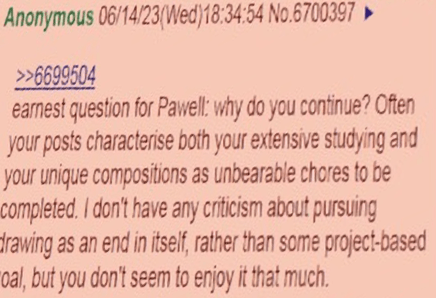 Anonymous 06/14/23(Wed)18:34:54 No.6700397
>>6699504
earnest question for Pawell: why do you continue? Often
your posts characterise both your extensive studying and
your unique compositions as unbearable chores to be
completed. I don't have any criticism about pursuing
drawing as an end in itself, rather than some project-based
oal, but you don't seem to enjoy it that much.